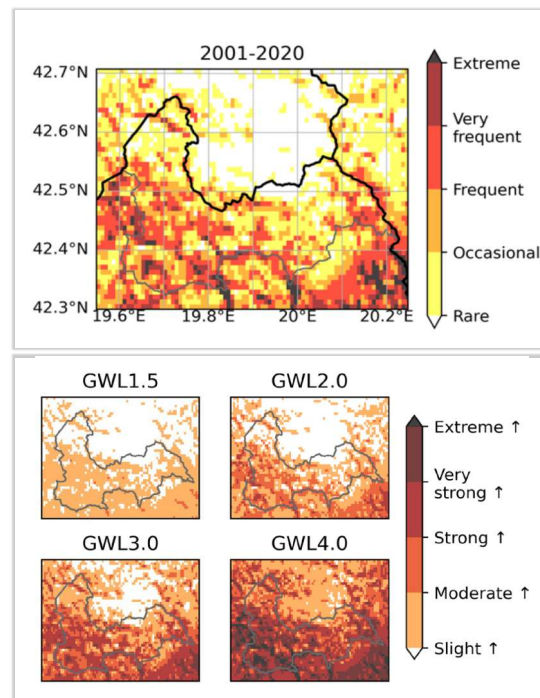 2001-2020
42.7°N
42.6°N
42.5°N
42.4°N
42.3°N
19.6°E 19.8°E 20°E 20.2°E
Extreme
Very
frequent
Frequent
Occasional
Rare
GWL1.5 GWL2.0
GWL3.0 GWL4.0
Extreme ↑
Very
strong ↑
Strong ↑
Moderate ↑
Slight ↑